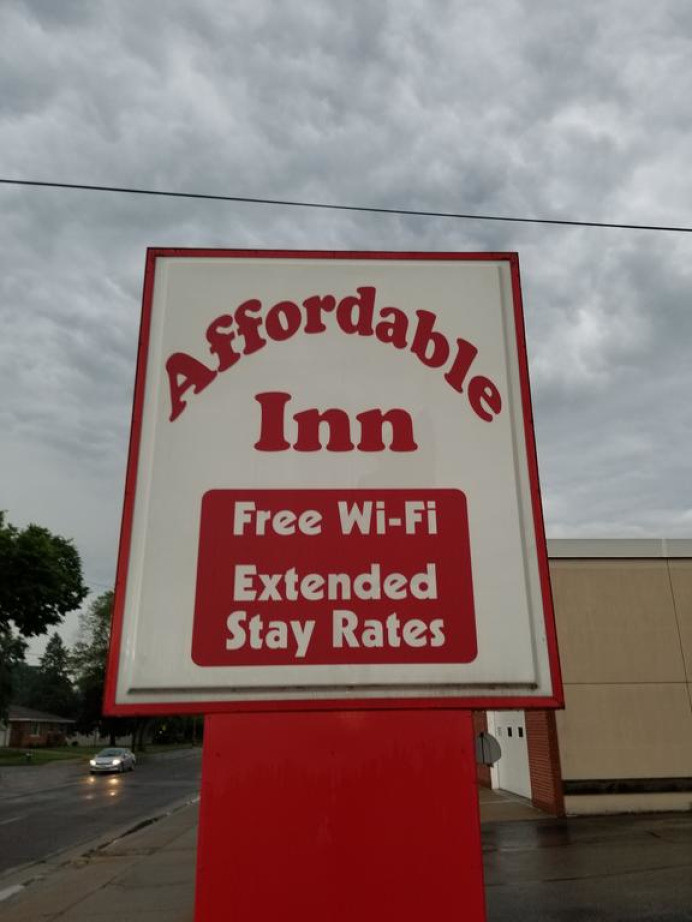 Affordable
Inn
Free Wi-Fi
Extended
Stay Rates